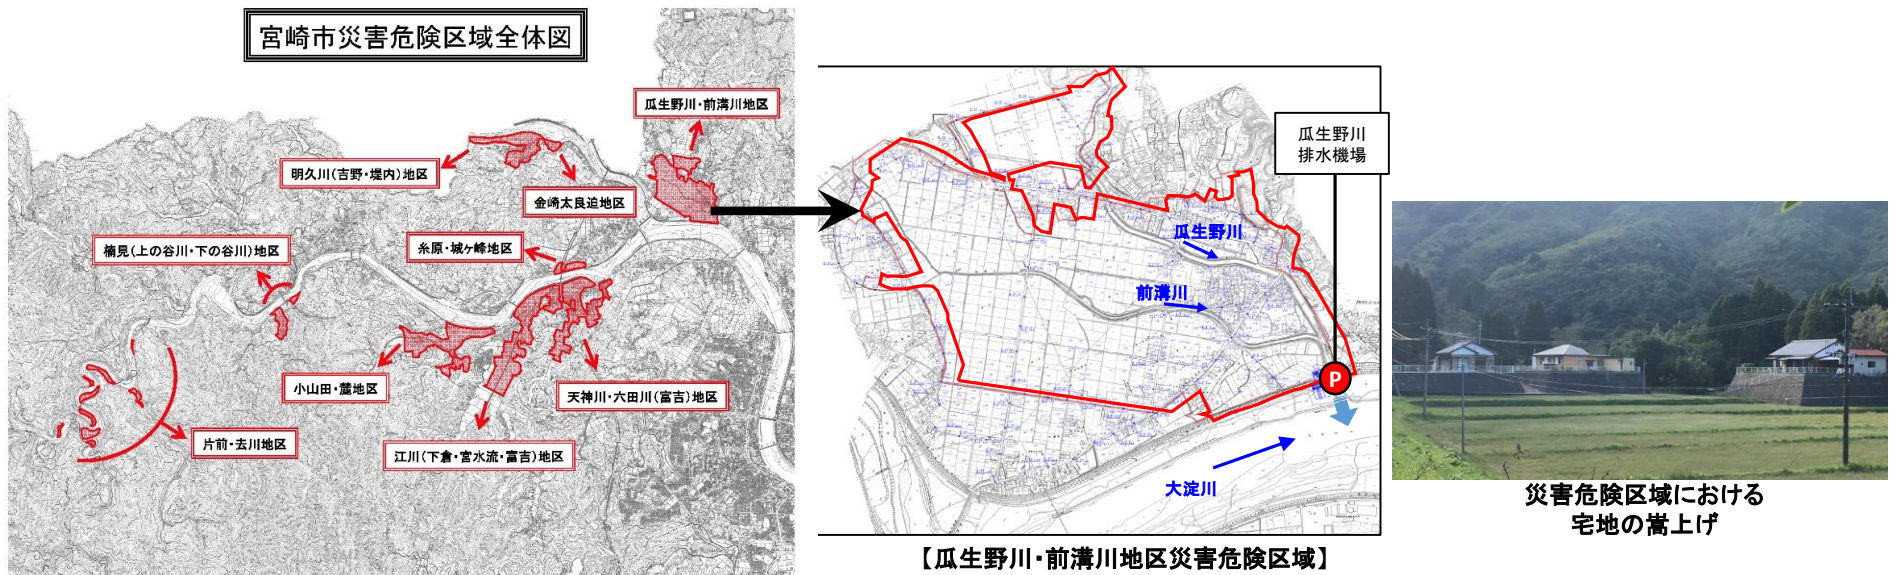 宮崎市災害危険区域全体図
瓜生野川・前溝川地区
明久川(吉野・堤内)地区
金崎太良迫地区
楠見(上の谷川・下の谷川)地区
糸原・城ヶ峰地区
小山田・麓地区
天神川・六田川(富吉)地区
片前・去川地区
江川(下倉・宮水流・富吉)地区
瓜生野川
排水機場
瓜生野川
前溝川
P
大淀川
【瓜生野川・前溝川地区災害危険区域】
災害危険区域における
宅地の嵩上げ